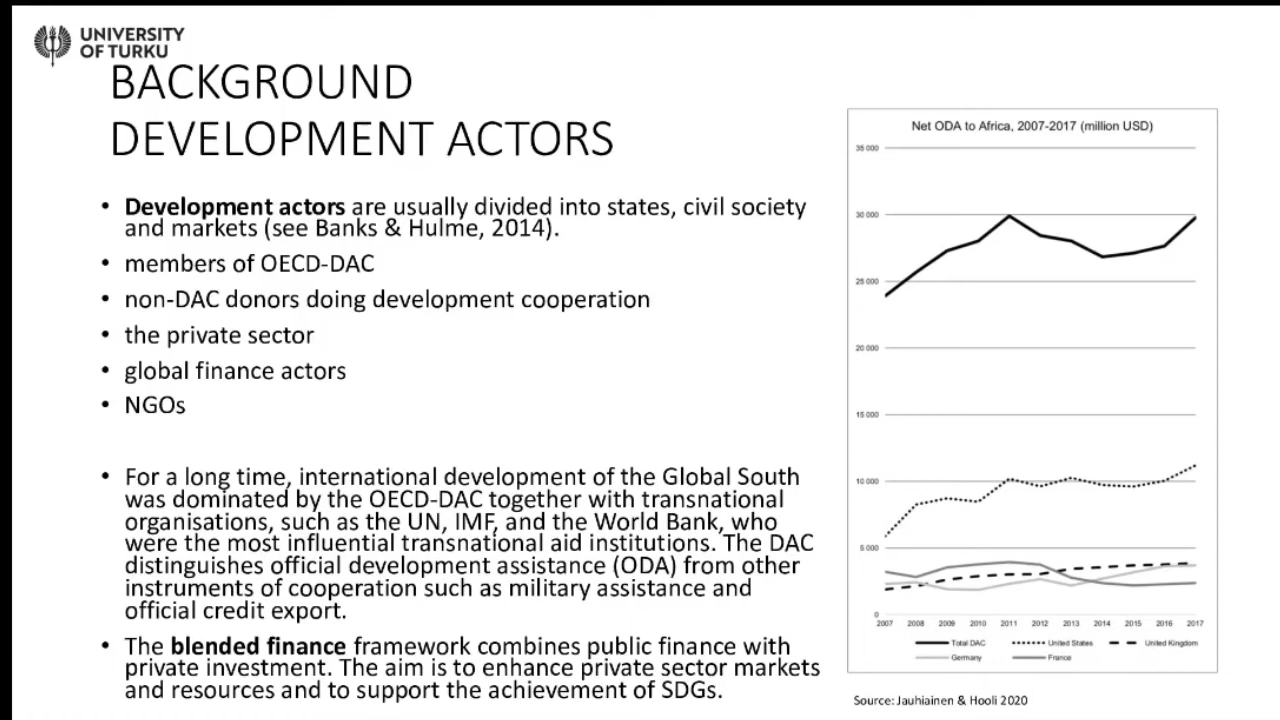 UNIVERSITY
OF TURKU
BACKGROUND
DEVELOPMENT ACTORS
• Development actors are usually divided into states, civil society
and markets (see Banks & Hulme, 2014).
• members of OECD-DAC
• non-DAC donors doing development cooperation
• the private sector
• global finance actors
• NGOs
• For a long time, international development of the Global South
was dominated by the OECD-DAC together with transnational
organisations, such as the UN, IMF, and the World Bank, who
were the most influential transnational aid institutions. The DAC
distinguishes official development assistance (ODA) from other
instruments of cooperation such as military assistance and
official credit export.
• The blended finance framework combines public finance with
private investment. The aim is to enhance private sector markets
and resources and to support the achievement of SDGs.
Net ODA to Africa, 2007-2017 (million USD)
35 000
30 000
25 000
20 000
15 000
10 000
5 000
0
2007 2008 2009 2010 2011 2012 2013 2014 2015 2016 2017
Total DAC United States United Kingdom
Germany France
Source: Jauhiainen & Hooli 2020